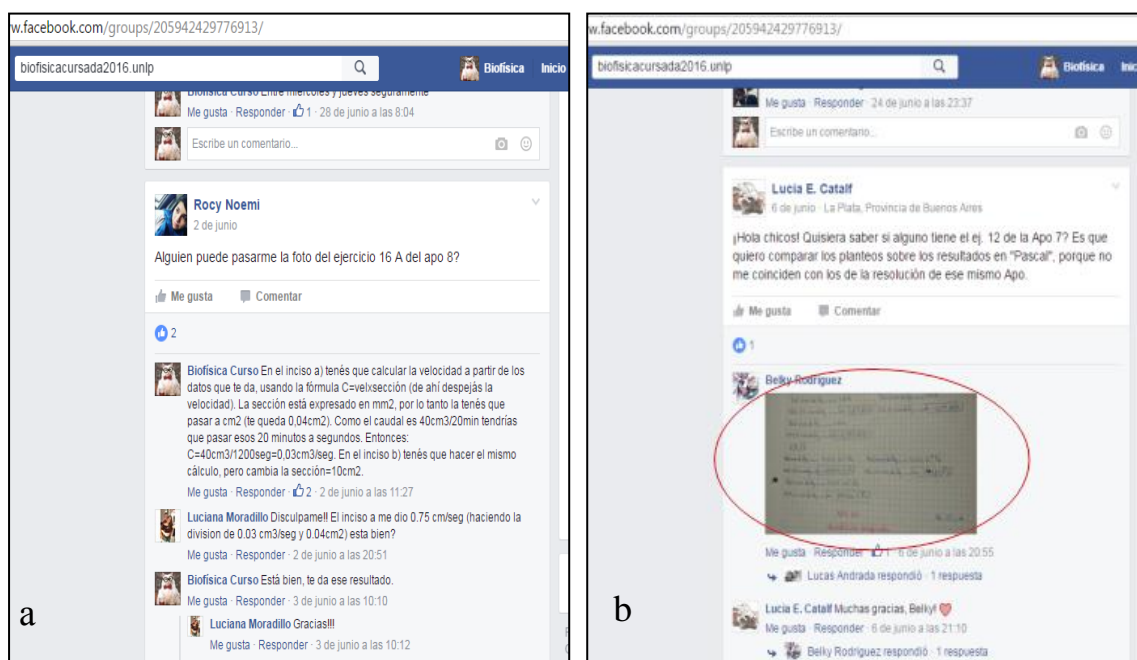 w.facebook.com/groups/205942429776913/
biofisicacursada2016.unlp
Biofísica Inicio
Biofísica Curso Entre miércoles y jueves seguramente
Me gusta · Responder · 1 · 28 de junio a las 8:04
Escribe un comentario...
Rocy Noemi
2 de junio
Alguien puede pasarme la foto del ejercicio 16 A del apo 8?
Me gusta Comentar
2
Biofísica Curso En el inciso a) tenés que calcular la velocidad a partir de los
datos que te da, usando la fórmula C=velxsección (de ahí despejás la
velocidad). La sección está expresado en mm2, por lo tanto la tenés que
pasar a cm2 (te queda 0,04cm2). Como el caudal es 40cm3/20min tendrías
que pasar esos 20 minutos a segundos. Entonces:
C=40cm3/1200seg=0,03cm3/seg. En el inciso b) tenés que hacer el mismo
cálculo, pero cambia la sección=10cm2.
Me gusta · Responder · 2 · 2 de junio a las 11:27
Luciana Moradillo Disculpame!! El inciso a me dio 0.75 cm/seg (haciendo la
division de 0.03 cm3/seg y 0.04cm2) esta bien?
Me gusta · Responder · 2 de junio a las 20:51
Biofísica Curso Está bien, te da ese resultado.
Me gusta · Responder · 3 de junio a las 10:10
Luciana Moradillo Gracias!!!
Me gusta · Responder · 3 de junio a las 10:12
a
w.facebook.com/groups/205942429776913/
biofisicacursada2016.unlp
Biofísica Inic
Me gusta · Responder · 24 de junio a las 23:37
Escribe un comentario...
Lucia E. Catalf
6 de junio · La Plata, Provincia de Buenos Aires
¡Hola chicos! Quisiera saber si alguno tiene el ej. 12 de la Apo 7? Es que
quiero comparar los planteos sobre los resultados en "Pascal", porque no
me coinciden con los de la resolución de ese mismo Apo.
Me gusta Comentar
1
Belky Rodriguez
Me gusta · Responder · 1 · 6 de junio a las 20:55
Lucas Andrada respondió · 1 respuesta
Lucia E. Catalf Muchas gracias, Belky!
Me gusta · Responder · 6 de junio a las 21:10
Belky Rodriguez respondió · 1 respuesta
b